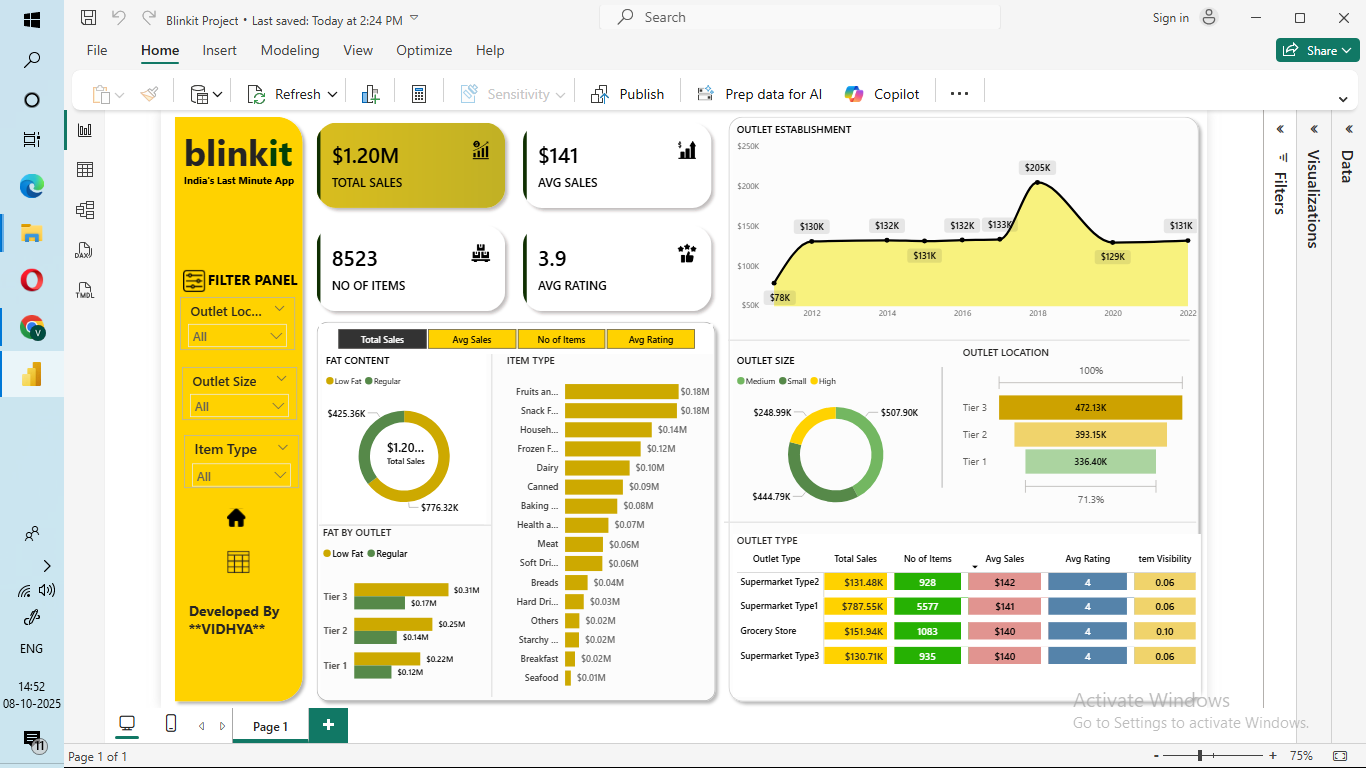 Blinkit Project • Last saved: Today at 2:24 PM
Search
Sign in
File Home Insert Modeling View Optimize Help
Share
Refresh
Sensitivity
Publish
Prep data for AI
Copilot
...
DAX
TMDL
ENG
14:52
08-10-2025
11
blinkit
India's Last Minute App
FILTER PANEL
Outlet Loc...
All
Outlet Size
All
Item Type
All
Developed By
**VIDHYA**
$1.20M
TOTAL SALES
$141
AVG SALES
8523
NO OF ITEMS
3.9
AVG RATING
Total Sales Avg Sales No of Items Avg Rating
FAT CONTENT
Low Fat Regular
$425.36K
$1.20...
Total Sales
$776.32K
FAT BY OUTLET
Low Fat Regular
Tier 3 $0.31M
$0.17M
Tier 2 $0.25M
$0.14M
Tier 1 $0.22M
$0.12M
ITEM TYPE
Fruits an... $0.18M
Snack F... $0.18M
Househ... $0.14M
Frozen F... $0.12M
Dairy $0.10M
Canned $0.09M
Baking ... $0.08M
Health a... $0.07M
Meat $0.06M
Soft Dri... $0.06M
Breads $0.04M
Hard Dri... $0.03M
Others $0.02M
Starchy ... $0.02M
Breakfast $0.02M
Seafood $0.01M
OUTLET ESTABLISHMENT
$250K
$200K
$150K
$100K
$50K
$78K
$130K
$132K
$131K
$132K
$133K
$205K
$129K
$131K
2012 2014 2016 2018 2020 2022
OUTLET SIZE
Medium Small High
$248.99K
$507.90K
$444.79K
OUTLET LOCATION
100%
Tier 3 472.13K
Tier 2 393.15K
Tier 1 336.40K
71.3%
OUTLET TYPE
Outlet Type Total Sales No of Items Avg Sales Avg Rating tem Visibility
Supermarket Type2 $131.48K 928 $142 4 0.06
Supermarket Type1 $787.55K 5577 $141 4 0.06
Grocery Store $151.94K 1083 $140 4 0.10
Supermarket Type3 $130.71K 935 $140 4 0.06
Filters
Visualizations
Data
Activate Windows
Go to Settings to activate Windows.
Page 1
+
Page 1 of 1
- + 75%